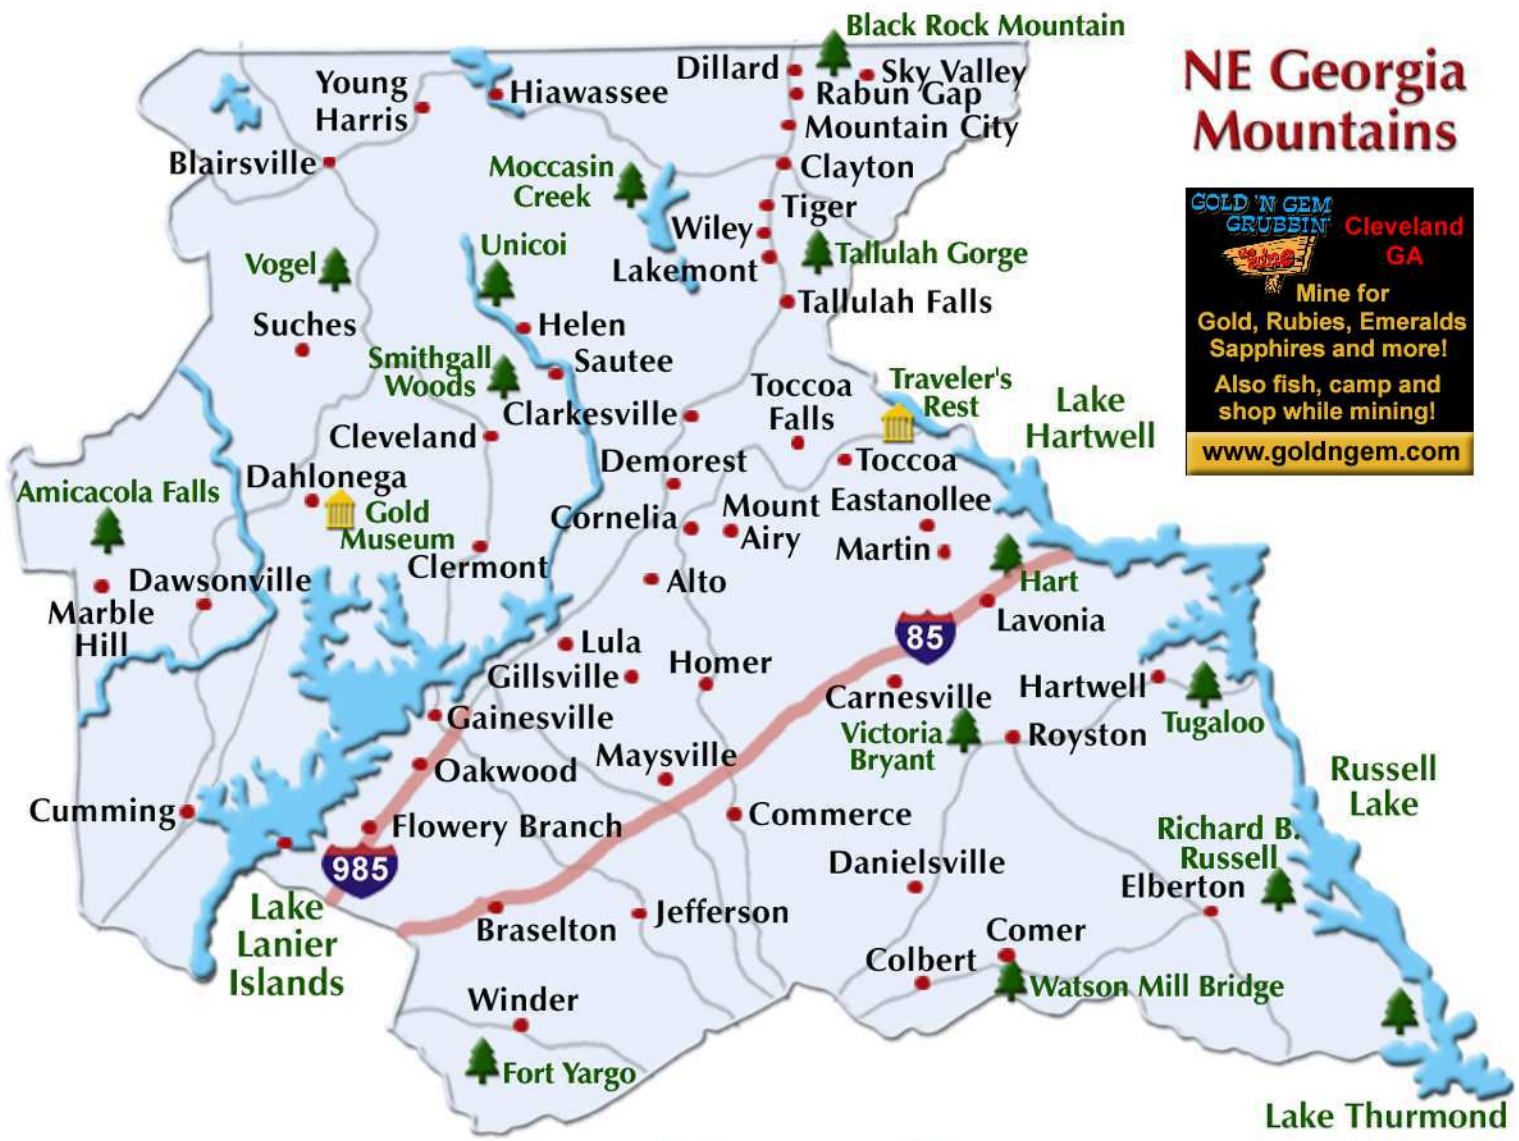 Black Rock Mountain
NE Georgia
Mountains
Dillard
Sky Valley
Young
Harris
Hiawassee
Rabun Gap
Mountain City
Blairsville
Moccasin
Creek
Clayton
Tiger
Wiley
Unicoi
Vogel
Tallulah Gorge
Lakemont
Tallulah Falls
Suches
Helen
Smithgall
Woods
Sautee
Toccoa
Falls
Traveler's
Rest
Lake
Hartwell
Clarkesville
Cleveland
Demorest
Toccoa
Dahlonega
Amicacola Falls
Gold
Museum
Cornelia
Mount
Airy
Eastanollee
Martin
Clermont
Dawsonville
Alto
Hart
Marble
Hill
Lavonia
85
Lula
Gillsville
Homer
Carnesville
Hartwell
Tugaloo
Gainesville
Victoria
Bryant
Royston
Maysville
Oakwood
Russell
Lake
Cumming
Flowery Branch
Commerce
Richard B.
Russell
985
Danielsville
Elberton
Lake
Lanier
Islands
Braselton
Jefferson
Comer
Colbert
Watson Mill Bridge
Winder
Fort Yargo
Lake Thurmond
GOLD 'N GEM
GRUBBIN'
Cleveland
GA
Mine for
Gold, Rubies, Emeralds
Sapphires and more!
Also fish, camp and
shop while mining!
www.goldngem.com